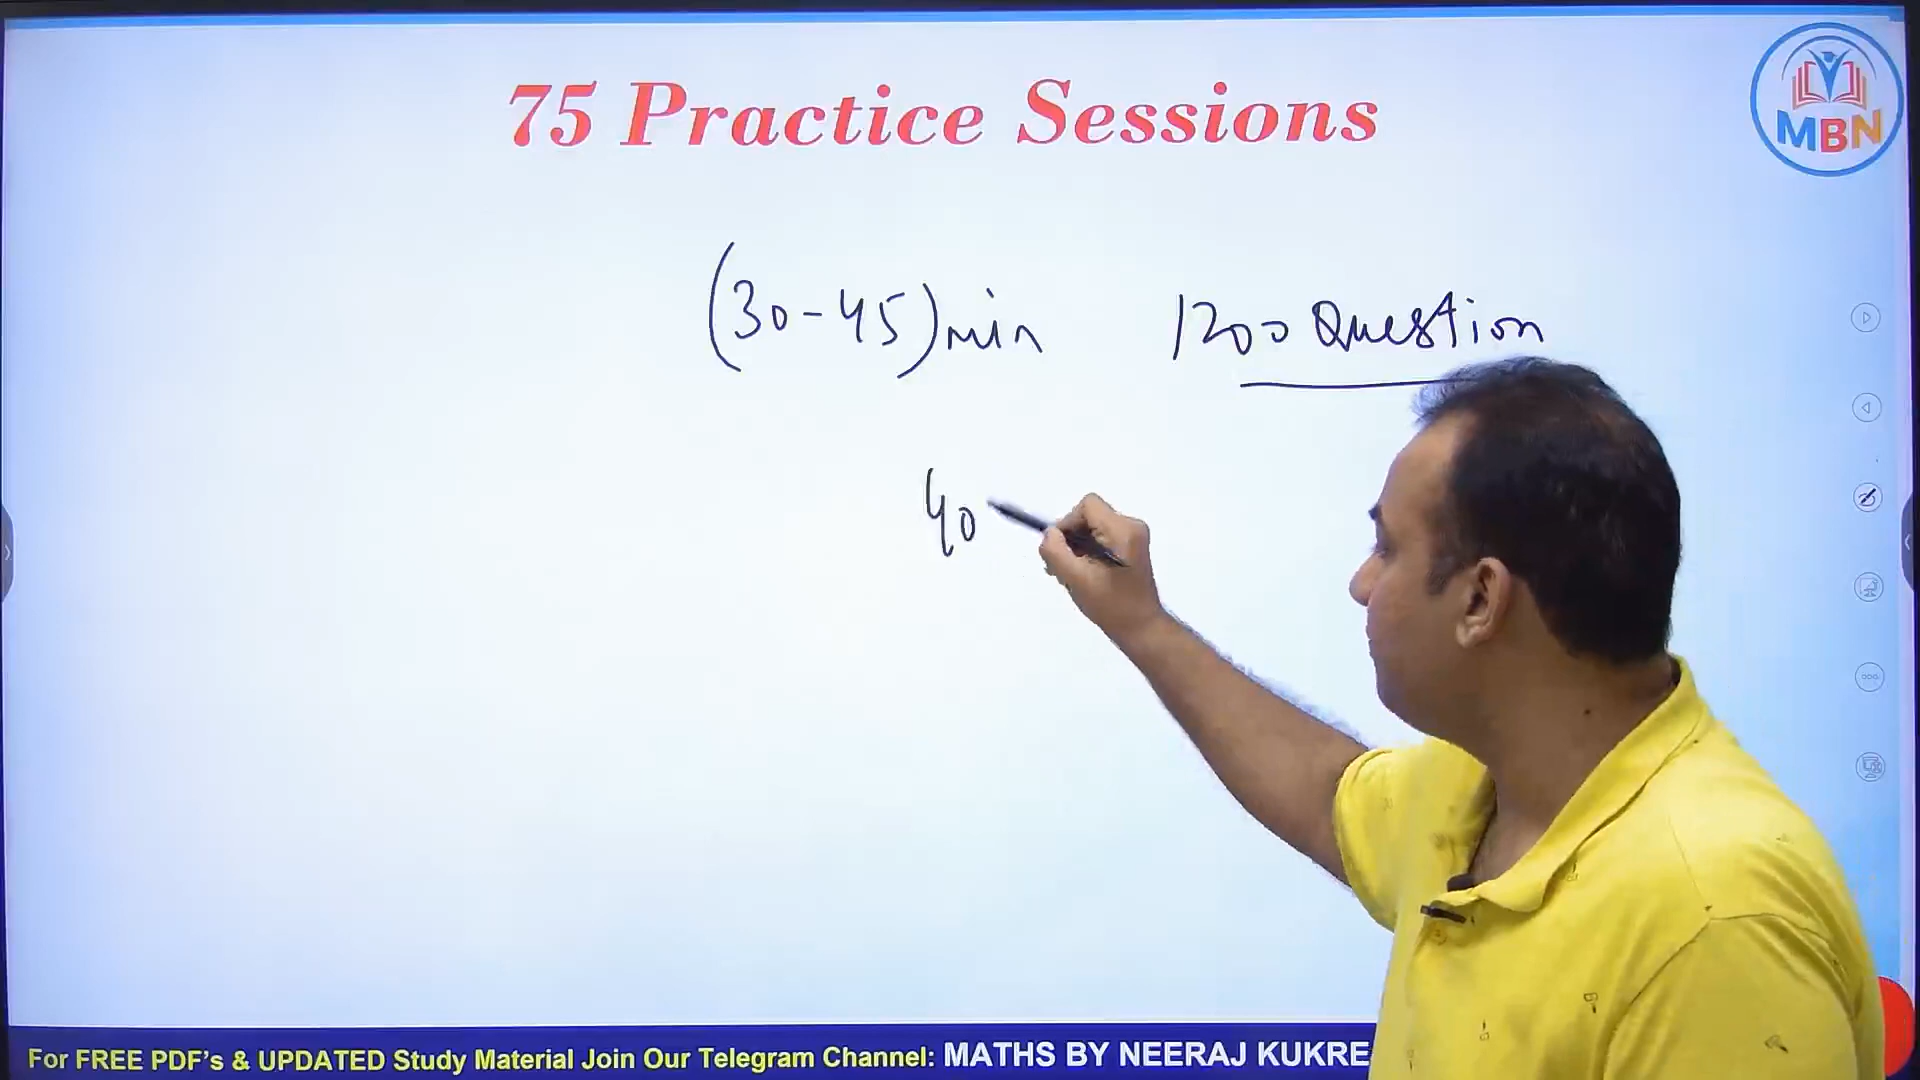 75 Practice Sessions
MBN
(30-45) min 1200 Question
40
For FREE PDF's & UPDATED Study Material Join Our Telegram Channel: MATHS BY NEERAJ KUKRE